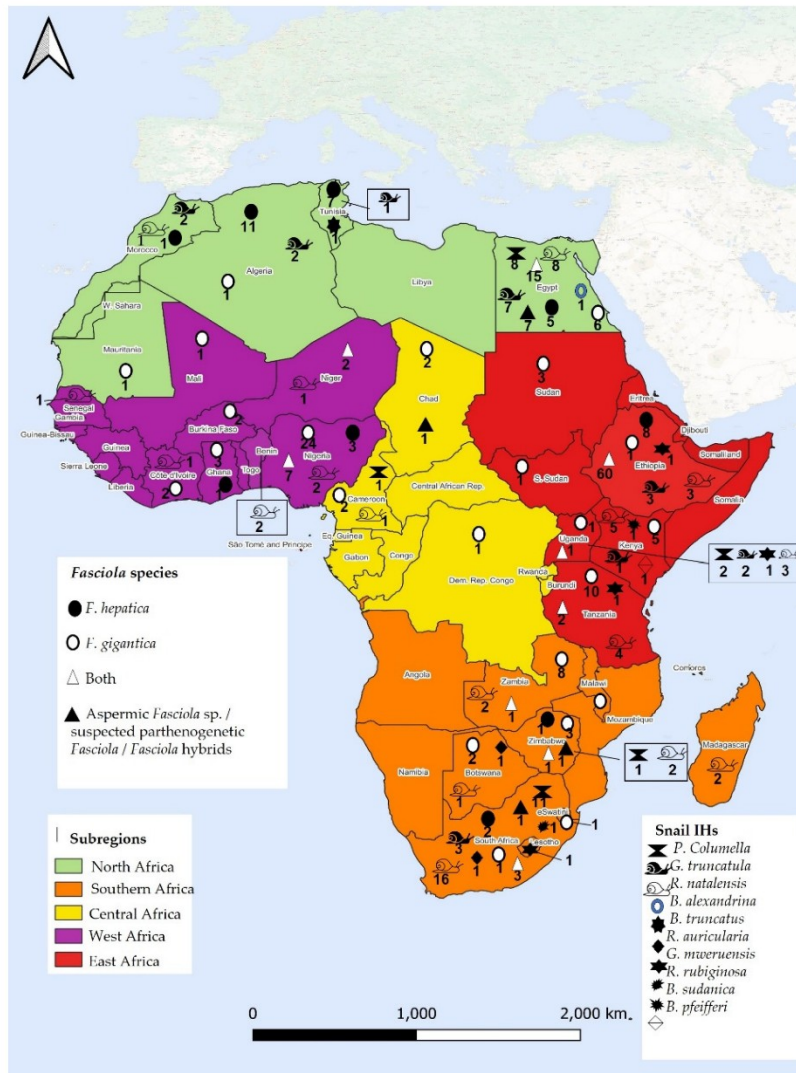 7
Tunisia
1
1
2
1
1
Morocco
11
2
Algeria
1
Libya
8
15
8
Egypt
7
7
5
1
6
W. Sahara
Mauritania
1
1
Mali
2
Niger
1
2
Chad
1
3
Sudan
Eritrea
Djibouti
Somaliland
8
1
1
Ethiopia
60
3
3
Somalia
1
Senegal
Gambia
Guinea-Bissau
Guinea
Sierra Leone
Liberia
2
Burkina Faso
1
Côte d'Ivoire
2
3
Ghana
1
Togo
Benin
24
3
Nigeria
7
2
2
1
2
Cameroon
1
Central African Rep.
1
S. Sudan
São Tomé and Principe
Eq. Guinea
Gabon
Congo
1
Dem. Rep. Congo
1
Uganda
1
5
1
Kenya
5
1
1
2 2 1 3
Rwanda
Burundi
10
1
Tanzania
2
4
Angola
8
Zambia
2
1
Malawi
Mozambique
Comoros
Madagascar
2
1
3
Zimbabwe
1
1
1 2
Namibia
2
1
Botswana
1
11
1
eSwatini
1
1
2
South Africa
3
Lesotho
1
16
1
1
3
Fasciola species
F. hepatica
F. gigantica
Both
Aspermic Fasciola sp. /
suspected parthenogenetic
Fasciola / Fasciola hybrids
Subregions
North Africa
Southern Africa
Central Africa
West Africa
East Africa
Snail IHs
P. Columella
G. truncatula
R. natalensis
B. alexandrina
B. truncatus
R. auricularia
G. mweruensis
R. rubiginosa
B. sudanica
B. pfeifferi
0 1,000 2,000 km